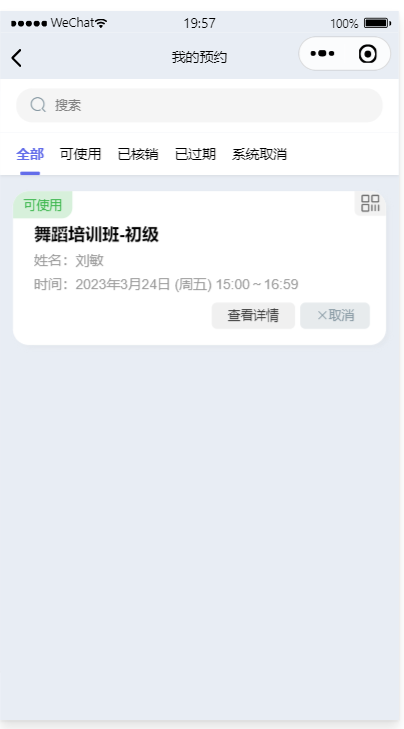 WeChat 19:57 100%
我的预约
搜索
全部 可使用 已核销 已过期 系统取消
可使用
舞蹈培训班-初级
姓名：刘敏
时间：2023年3月24日 (周五) 15:00 ~ 16:59
查看详情 ×取消